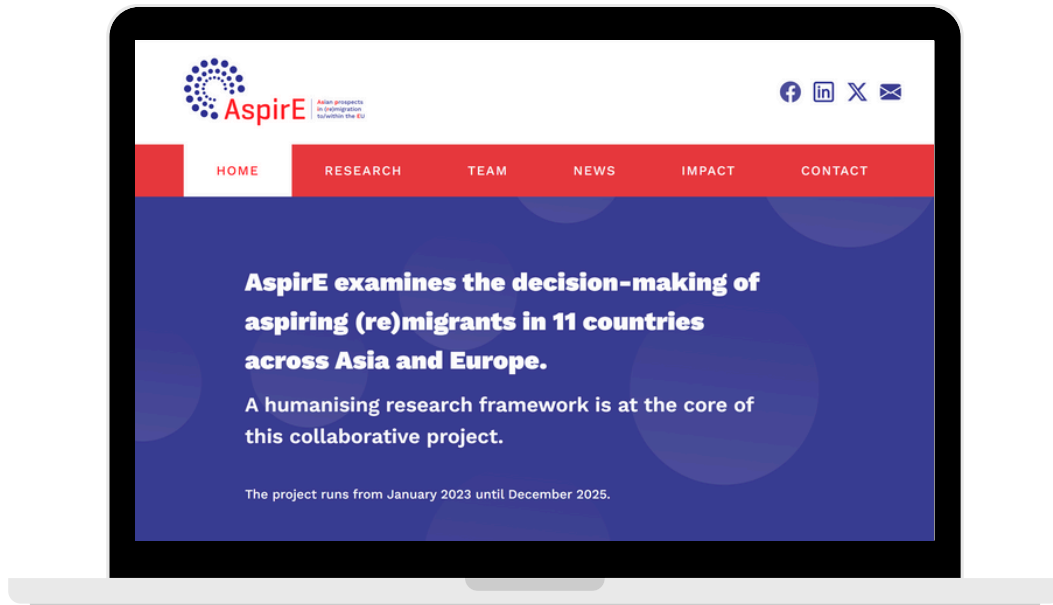 AspirE
Asian prospects
in (re)migration
to/within the EU
HOME RESEARCH TEAM NEWS IMPACT CONTACT
AspirE examines the decision-making of
aspiring (re)migrants in 11 countries
across Asia and Europe.
A humanising research framework is at the core of
this collaborative project.
The project runs from January 2023 until December 2025.